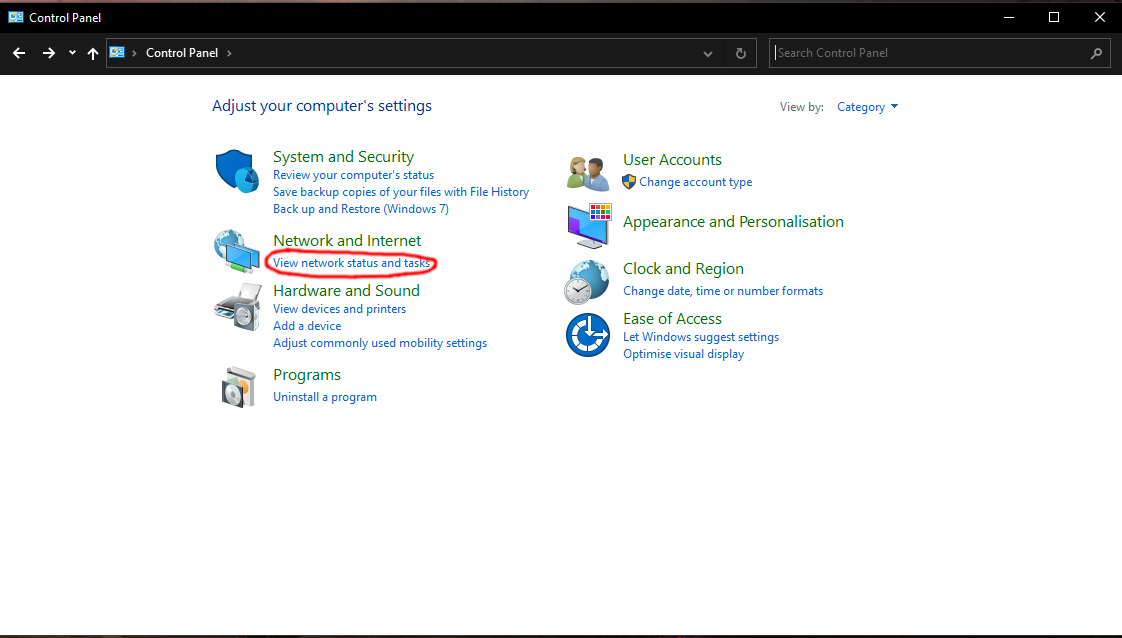 Control Panel
Control Panel
Search Control Panel
Adjust your computer's settings
View by: Category
System and Security
Review your computer's status
Save backup copies of your files with File History
Back up and Restore (Windows 7)
Network and Internet
View network status and tasks
Hardware and Sound
View devices and printers
Add a device
Adjust commonly used mobility settings
Programs
Uninstall a program
User Accounts
Change account type
Appearance and Personalisation
Clock and Region
Change date, time or number formats
Ease of Access
Let Windows suggest settings
Optimise visual display